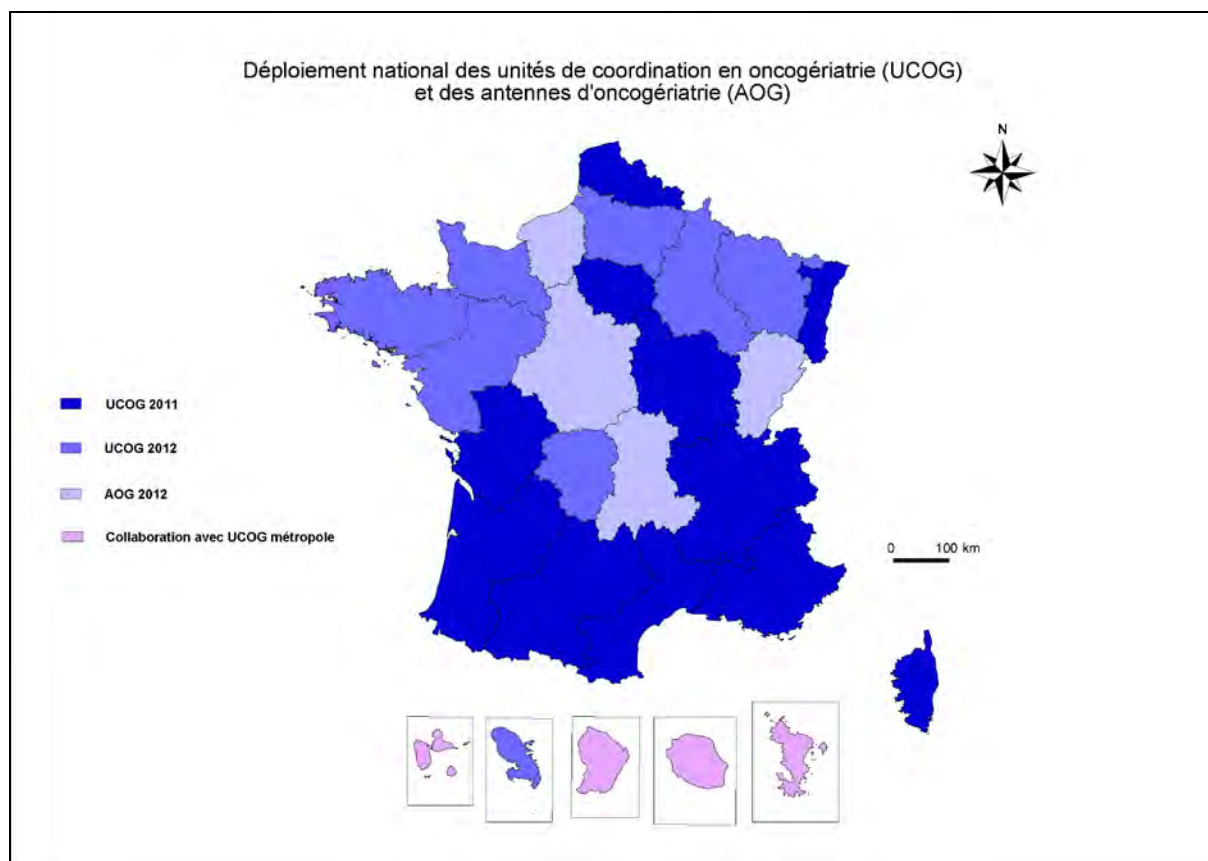 Déploiement national des unités de coordination en oncogériatrie (UCOG)
et des antennes d'oncogériatrie (AOG)
N
UCOG 2011
UCOG 2012
AOG 2012
Collaboration avec UCOG métropole
0 100 km